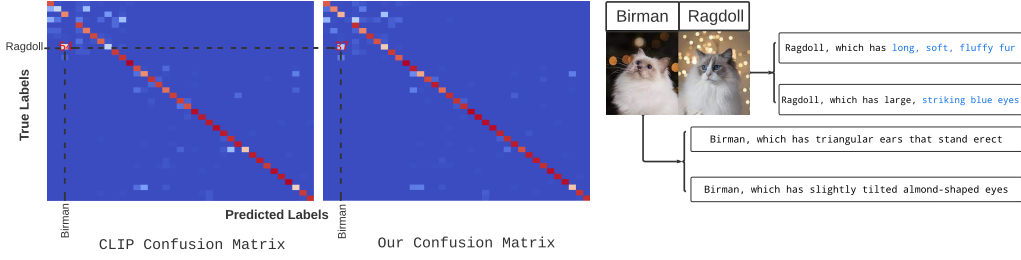 Birman Ragdoll
Ragdoll, which has long, soft, fluffy fur
Ragdoll
True Labels
Ragdoll, which has large, striking blue eyes
Birman, which has triangular ears that stand erect
Birman, which has slightly tilted almond-shaped eyes
Birman
Predicted Labels
Birman
CLIP Confusion Matrix
Our Confusion Matrix